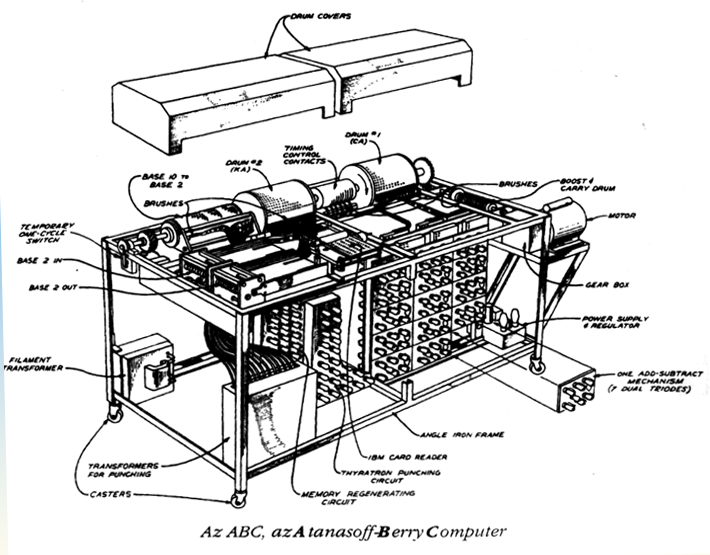 DRUM COVERS
DRUM #1
(CA)
TIMING
CONTROL
CONTACTS
DRUM #2
(KA)
BASE 10 TO
BASE 2
BRUSHES
BRUSHES
BOOST &
CARRY DRUM
MOTOR
TEMPORARY
ONE-CYCLE
SWITCH
BASE 2 IN
BASE 2 OUT
GEAR BOX
POWER SUPPLY
& REGULATOR
FILAMENT
TRANSFORMER
ONE ADD-SUBTRACT
MECHANISM
(7 DUAL TRIODES)
ANGLE IRON FRAME
IBM CARD READER
TRANSFORMERS
FOR PUNCHING
THYRATRON PUNCHING
CIRCUIT
CASTERS
MEMORY REGENERATING
CIRCUIT
Az ABC, az Atanasoff-Berry Computer